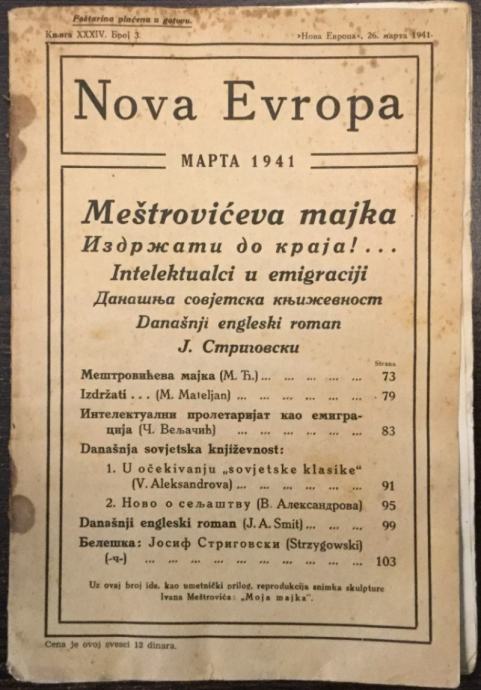 Poštarina plaćena u gotovu.
Књига XXXIV. Број 3.
»Нова Европа«, 26. марта 1941.
Nova Evropa
МАРТА 1941
Meštrovićeva majka
Издржати до краја!...
Intelektualci u emigraciji
Данашња совјетска књижевност
Današnji engleski roman
Ј. Стриговски
Strana
Мештровићева мајка (М. Ћ.) ... ... ... ... ... 73
Izdržati ... (M. Mateljan) ... ... ... ... ... 79
Интелектуални пролетаријат као емигра-
ција (Ч. Вељачић) ... ... ... ... ... ... 83
Današnja sovjetska književnost:
1. U očekivanju „sovjetske klasike“
(V. Aleksandrova) ... ... ... ... ... ... 91
2. Ново о сељаштву (В. Александрова) 95
Današnji engleski roman (J. A. Smit) ... ... ... 99
Белешка: Јосиф Стриговски (Strzygowski)
(-ч-) ... ... ... ... ... ... ... ... ... ... 103
Uz ovaj broj ide, kao umetnički prilog, reprodukcija snimka skulpture
Ivana Meštrovića: „Moja majka“.
Cena je ovoj svesci 12 dinara.